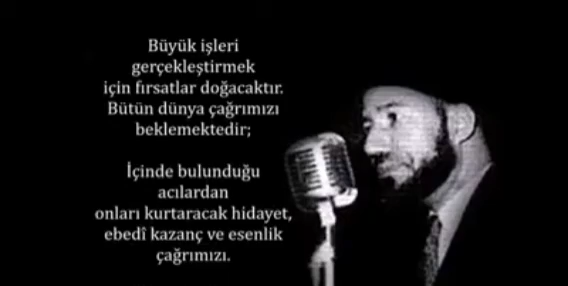 Büyük işleri
gerçekleştirmek
için fırsatlar doğacaktır.
Bütün dünya çağrımızı
beklemektedir;
İçinde bulunduğu
acılardan
onları kurtaracak hidayet,
ebedî kazanç ve esenlik
çağrımızı.